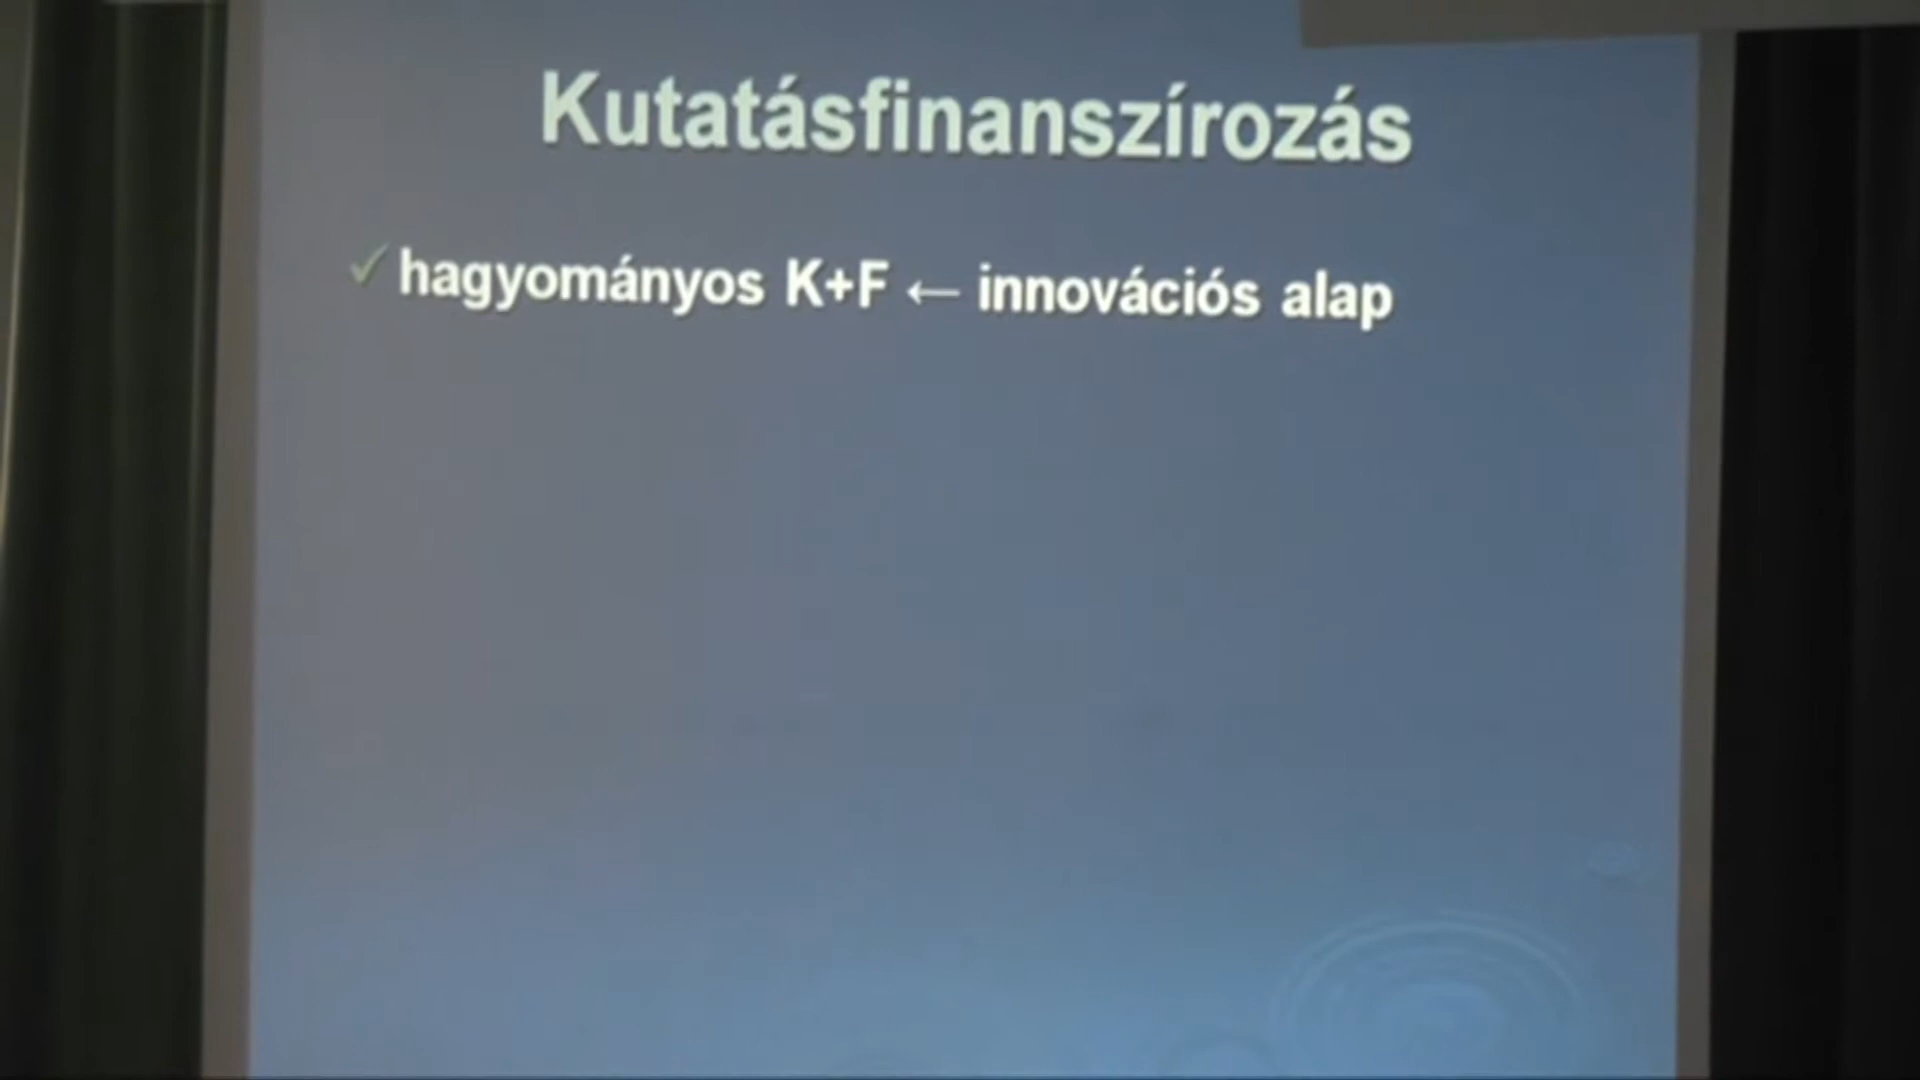 Kutatásfinanszírozás
✓ hagyományos K+F ← innovációs alap